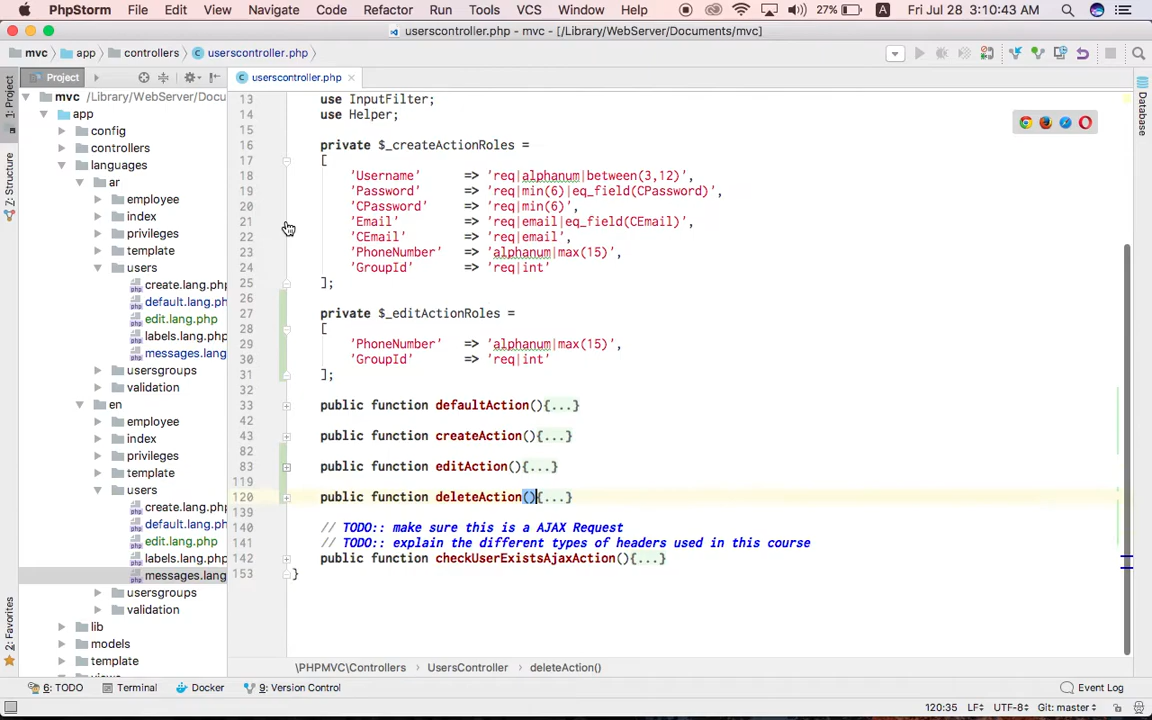 PhpStorm File Edit View Navigate Code Refactor Run Tools VCS Window Help 27% A Fri Jul 28 3:10:43 AM
userscontroller.php - mvc - [/Library/WebServer/Documents/mvc]
mvc app controllers userscontroller.php
Project
userscontroller.php
mvc /Library/WebServer/Docu
app
config
controllers
languages
ar
employee
index
privileges
template
users
create.lang.php
default.lang.ph
edit.lang.php
labels.lang.php
messages.lang
usersgroups
validation
en
employee
index
privileges
template
users
create.lang.php
default.lang.ph
edit.lang.php
labels.lang.php
messages.lang
usersgroups
validation
lib
models
template
views
1: Project
7: Structure
2: Favorites
Database
13 use InputFilter;
14 use Helper;
15
16 private $_createActionRoles =
17 [
18 'Username' => 'req|alphanum|between(3,12)',
19 'Password' => 'req|min(6)|eq_field(CPassword)',
20 'CPassword' => 'req|min(6)',
21 'Email' => 'req|email|eq_field(CEmail)',
22 'CEmail' => 'req|email',
23 'PhoneNumber' => 'alphanum|max(15)',
24 'GroupId' => 'req|int'
25 ];
26
27 private $_editActionRoles =
28 [
29 'PhoneNumber' => 'alphanum|max(15)',
30 'GroupId' => 'req|int'
31 ];
32
33 public function defaultAction(){...}
42
43 public function createAction(){...}
82
83 public function editAction(){...}
119
120 public function deleteAction(){...}
139
140 // TODO:: make sure this is a AJAX Request
141 // TODO:: explain the different types of headers used in this course
142 public function checkUserExistsAjaxAction(){...}
153 }
\PHPMVC\Controllers UsersController deleteAction()
6: TODO Terminal Docker 9: Version Control Event Log
120:35 LF÷ UTF-8÷ Git: master÷